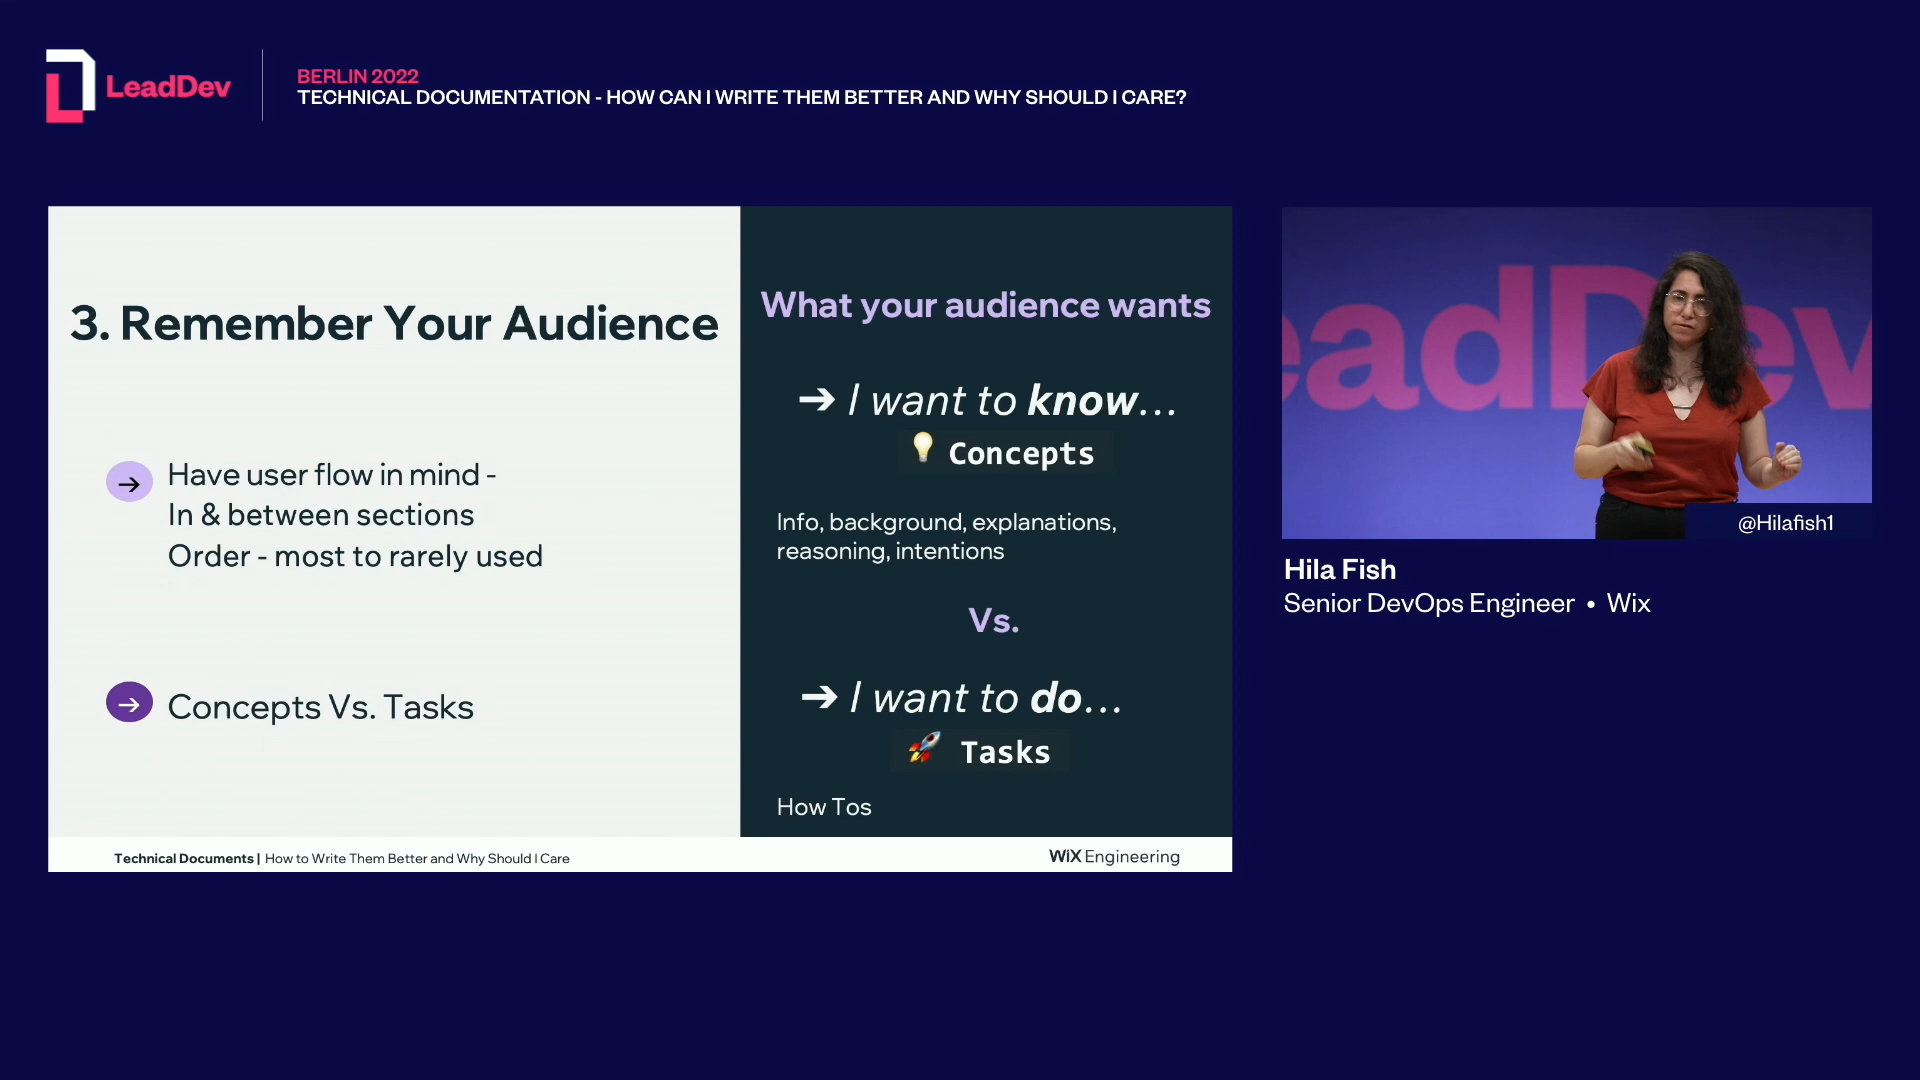 LeadDev
BERLIN 2022
TECHNICAL DOCUMENTATION - HOW CAN I WRITE THEM BETTER AND WHY SHOULD I CARE?
3. Remember Your Audience
→ Have user flow in mind -
In & between sections
Order - most to rarely used
→ Concepts Vs. Tasks
What your audience wants
➔ I want to know...
💡 Concepts
Info, background, explanations,
reasoning, intentions
Vs.
➔ I want to do...
🚀 Tasks
How Tos
Technical Documents | How to Write Them Better and Why Should I Care
WiX Engineering
eadDev
@Hilafish1
Hila Fish
Senior DevOps Engineer • Wix